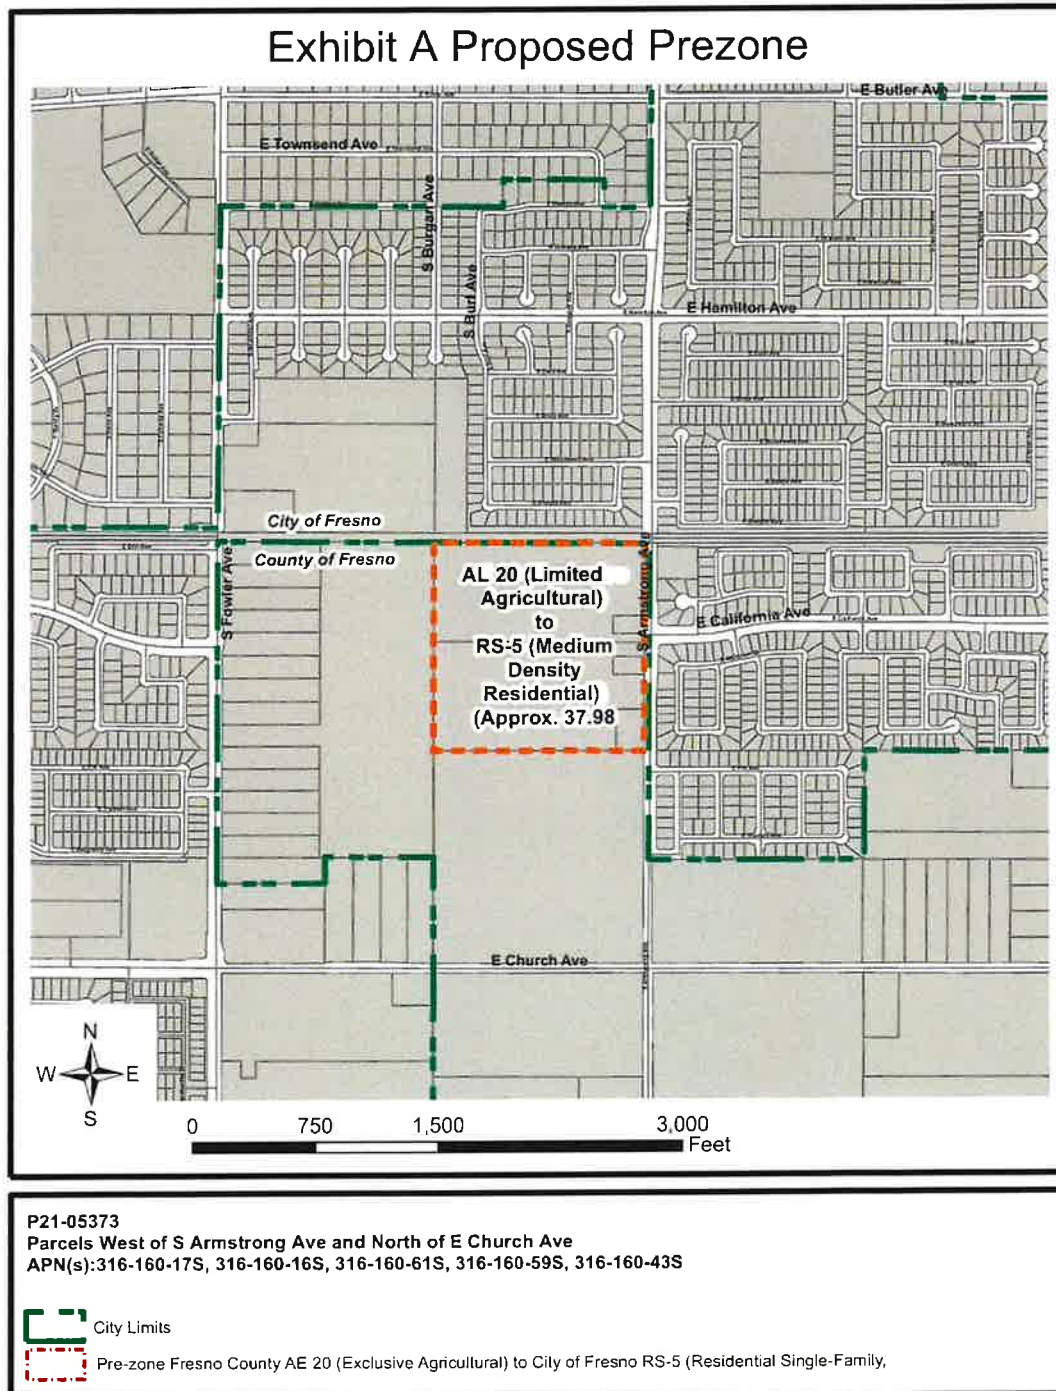 Exhibit A Proposed Prezone
E Butler Ave
E Townsend Ave
S Burgan Ave
S Burl Ave
E Hamilton Ave
City of Fresno
County of Fresno
S Fowler Ave
AL 20 (Limited
Agricultural)
to
RS-5 (Medium
Density
Residential)
(Approx. 37.98
S Armstrong Ave
E California Ave
E Church Ave
N
W E
S
0 750 1,500 3,000
Feet
P21-05373
Parcels West of S Armstrong Ave and North of E Church Ave
APN(s):316-160-17S, 316-160-16S, 316-160-61S, 316-160-59S, 316-160-43S
City Limits
Pre-zone Fresno County AE 20 (Exclusive Agricultural) to City of Fresno RS-5 (Residential Single-Family,